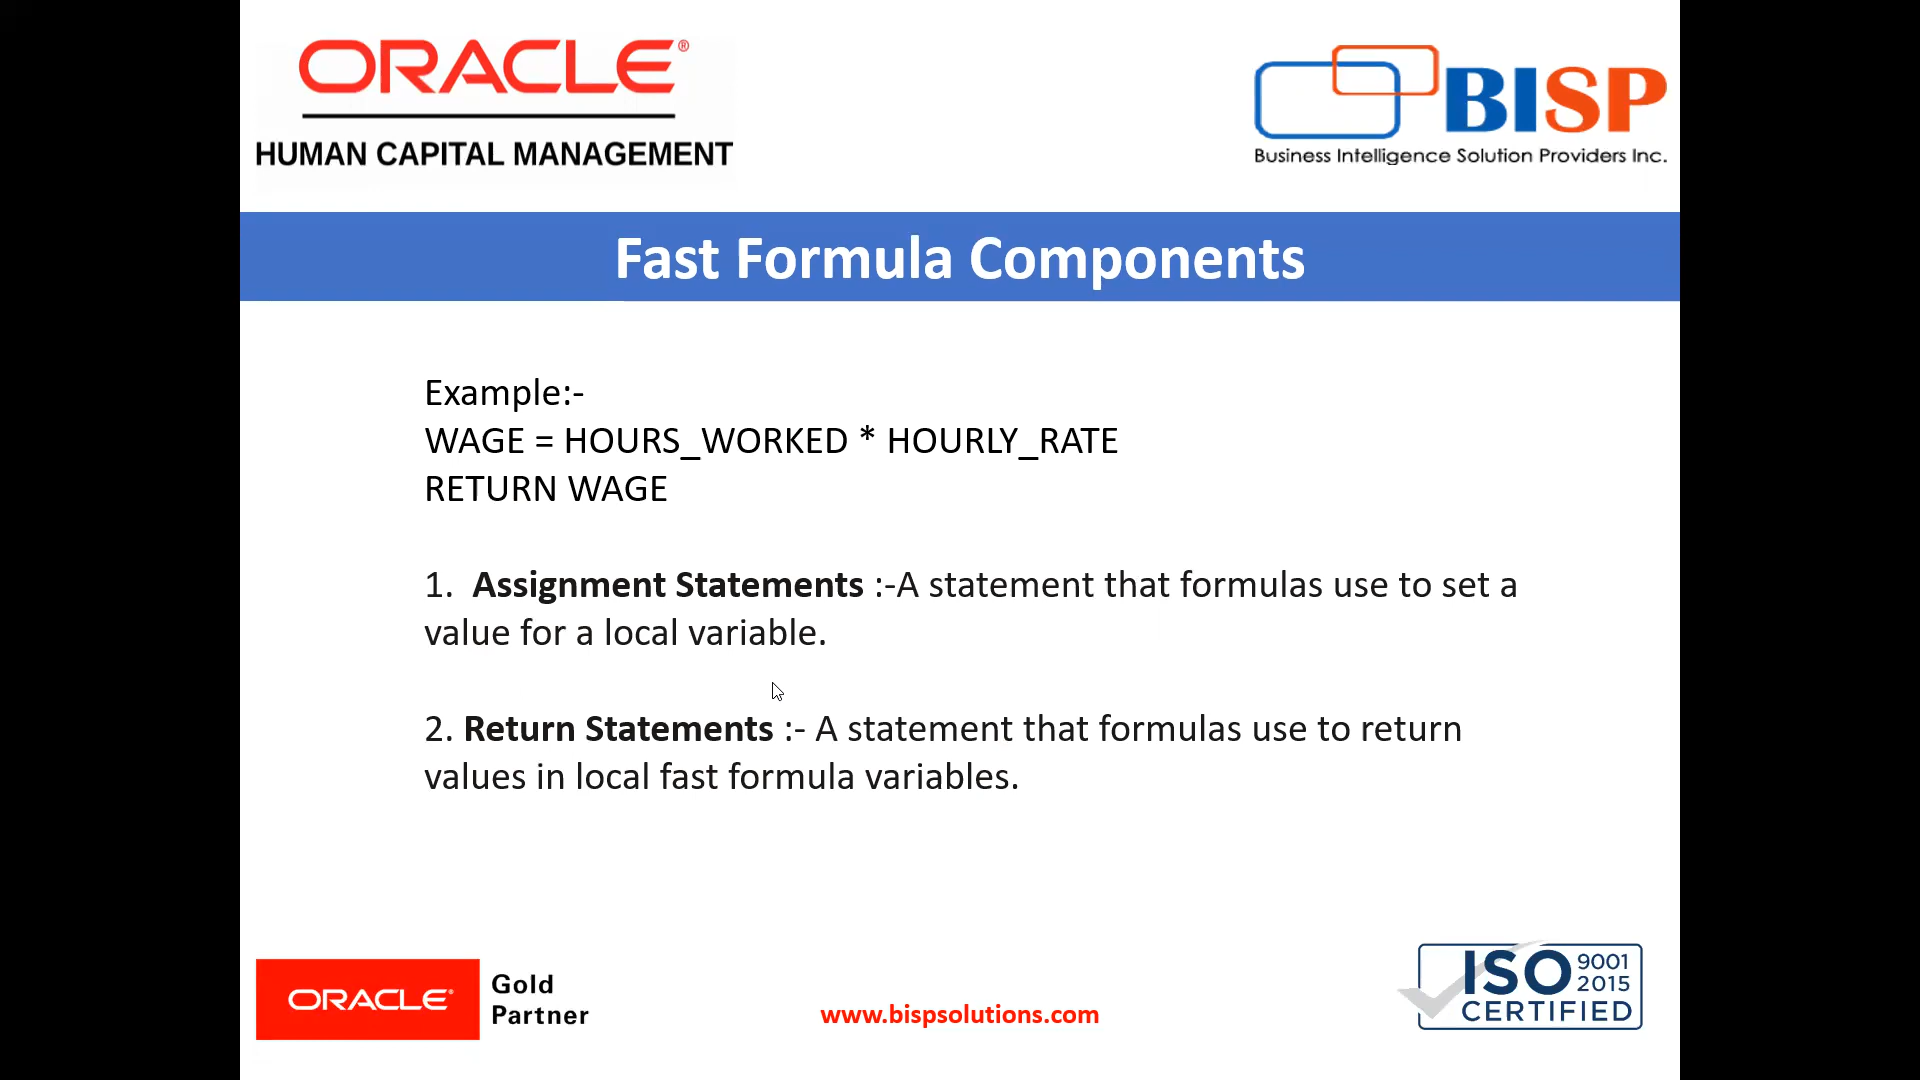 ORACLE®
HUMAN CAPITAL MANAGEMENT
BISP
Business Intelligence Solution Providers Inc.
Fast Formula Components
Example:-
WAGE = HOURS_WORKED * HOURLY_RATE
RETURN WAGE
1. Assignment Statements :-A statement that formulas use to set a
value for a local variable.
2. Return Statements :- A statement that formulas use to return
values in local fast formula variables.
ORACLE®
Gold
Partner
www.bispsolutions.com
ISO 9001
2015
CERTIFIED